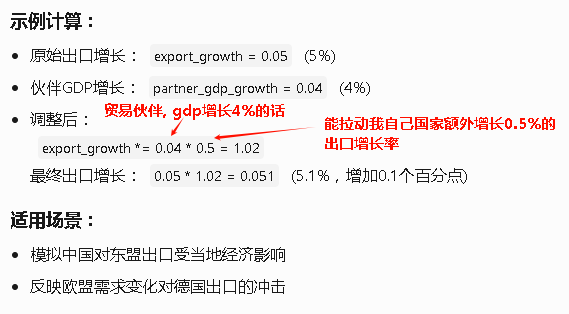 示例计算：
• 原始出口增长： export_growth = 0.05 (5%)
• 伙伴GDP增长： partner_gdp_growth = 0.04 (4%)
贸易伙伴, gdp增长4%的话
• 调整后：
能拉动我自己国家额外增长0.5%的
出口增长率
export_growth *= 0.04 * 0.5 = 1.02
最终出口增长： 0.05 * 1.02 = 0.051 (5.1%，增加0.1个百分点)
适用场景：
• 模拟中国对东盟出口受当地经济影响
• 反映欧盟需求变化对德国出口的冲击